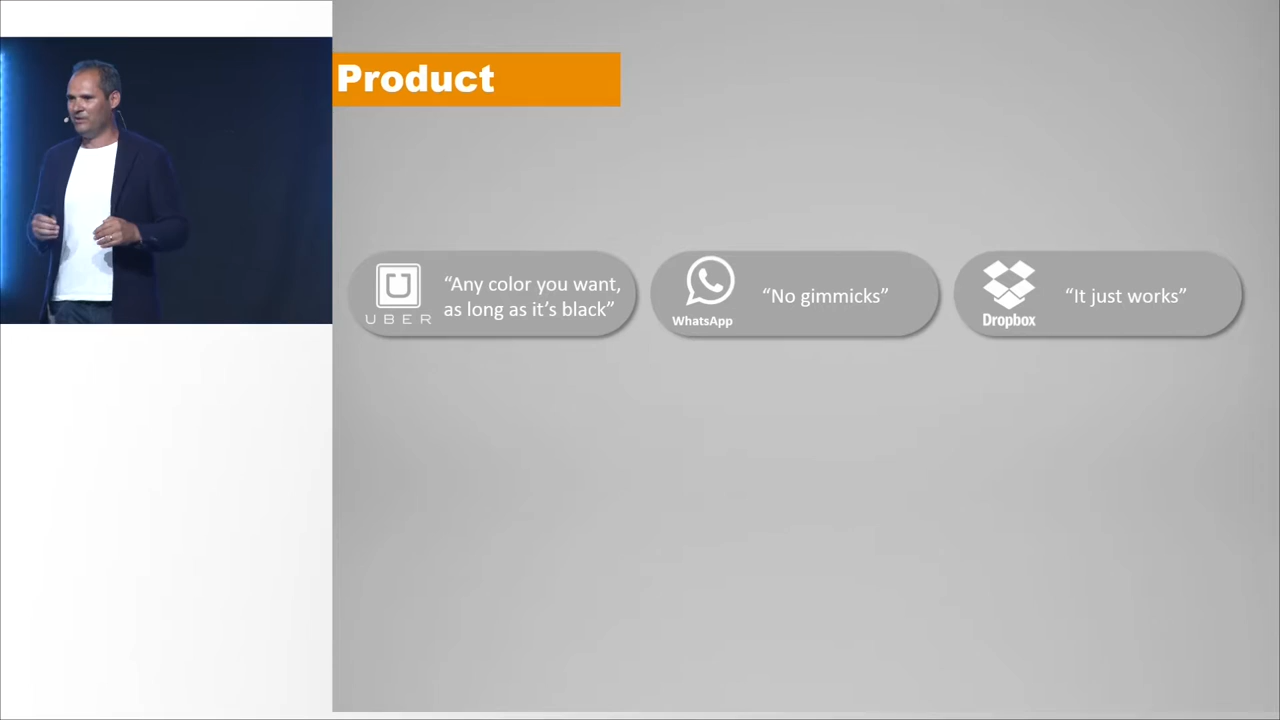 Product
UBER
“Any color you want,
as long as it’s black”
WhatsApp
“No gimmicks”
Dropbox
“It just works”